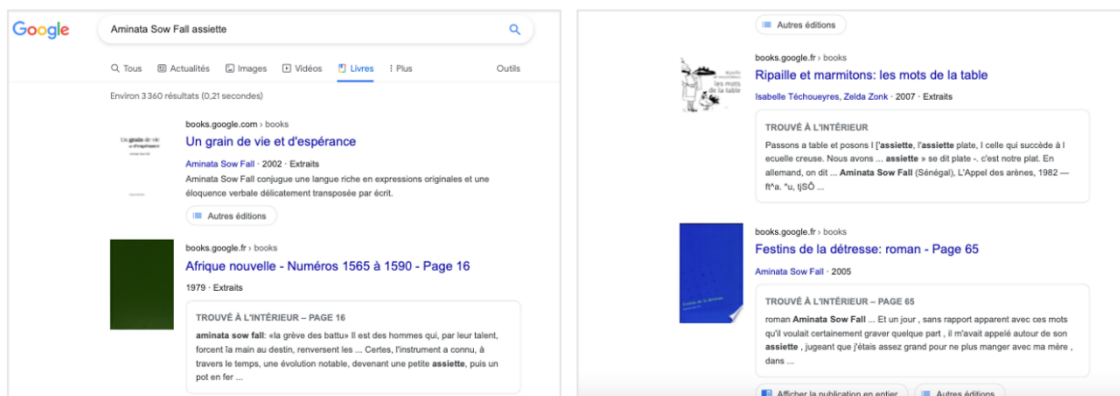 Google
Aminata Sow Fall assiette
Tous Actualités Images Vidéos Livres Plus Outils
Environ 3 360 résultats (0,21 secondes)
books.google.com › books
Un grain de vie et d'espérance
Aminata Sow Fall · 2002 · Extraits
Aminata Sow Fall conjugue une langue riche en expressions originales et une
éloquence verbale délicatement transposée par écrit.
Autres éditions
books.google.fr › books
Afrique nouvelle - Numéros 1565 à 1590 - Page 16
1979 · Extraits
TROUVÉ À L'INTÉRIEUR – PAGE 16
aminata sow fall: «la grève des battu» Il est des hommes qui, par leur talent,
forcent la main au destin, renversent les ... Certes, l'instrument a connu, à
travers le temps, une évolution notable, devenant une petite assiette, puis un
pot en fer ...
Autres éditions
books.google.fr › books
Ripaille et marmitons: les mots de la table
Isabelle Téchoueyres, Zelda Zonk · 2007 · Extraits
les mots
de la table
TROUVÉ À L'INTÉRIEUR
Passons a table et posons l ['assiette, l'assiette plate, l celle qui succède à l
ecuelle creuse. Nous avons ... assiette » se dit plate -. c'est notre plat. En
allemand, on dit ... Aminata Sow Fall (Sénégal), L'Appel des arènes, 1982 —
ft^a. "u, tjSÔ ...
books.google.fr › books
Festins de la détresse: roman - Page 65
Aminata Sow Fall · 2005
TROUVÉ À L'INTÉRIEUR – PAGE 65
roman Aminata Sow Fall ... Et un jour , sans rapport apparent avec ces mots
qu'il voulait certainement graver quelque part , il m'avait appelé autour de son
assiette , jugeant que j'étais assez grand pour ne plus manger avec ma mère ,
dans ...
Afficher la publication en entier Autres éditions